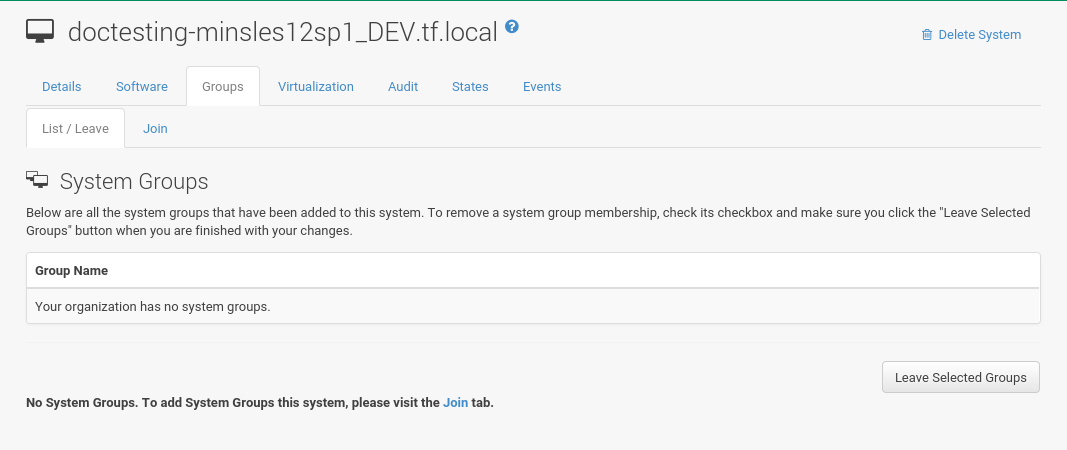 doctesting-minsles12sp1_DEV.tf.local ?
Delete System
Details Software Groups Virtualization Audit States Events
List / Leave Join
System Groups
Below are all the system groups that have been added to this system. To remove a system group membership, check its checkbox and make sure you click the "Leave Selected
Groups" button when you are finished with your changes.
Group Name
Your organization has no system groups.
Leave Selected Groups
No System Groups. To add System Groups this system, please visit the Join tab.